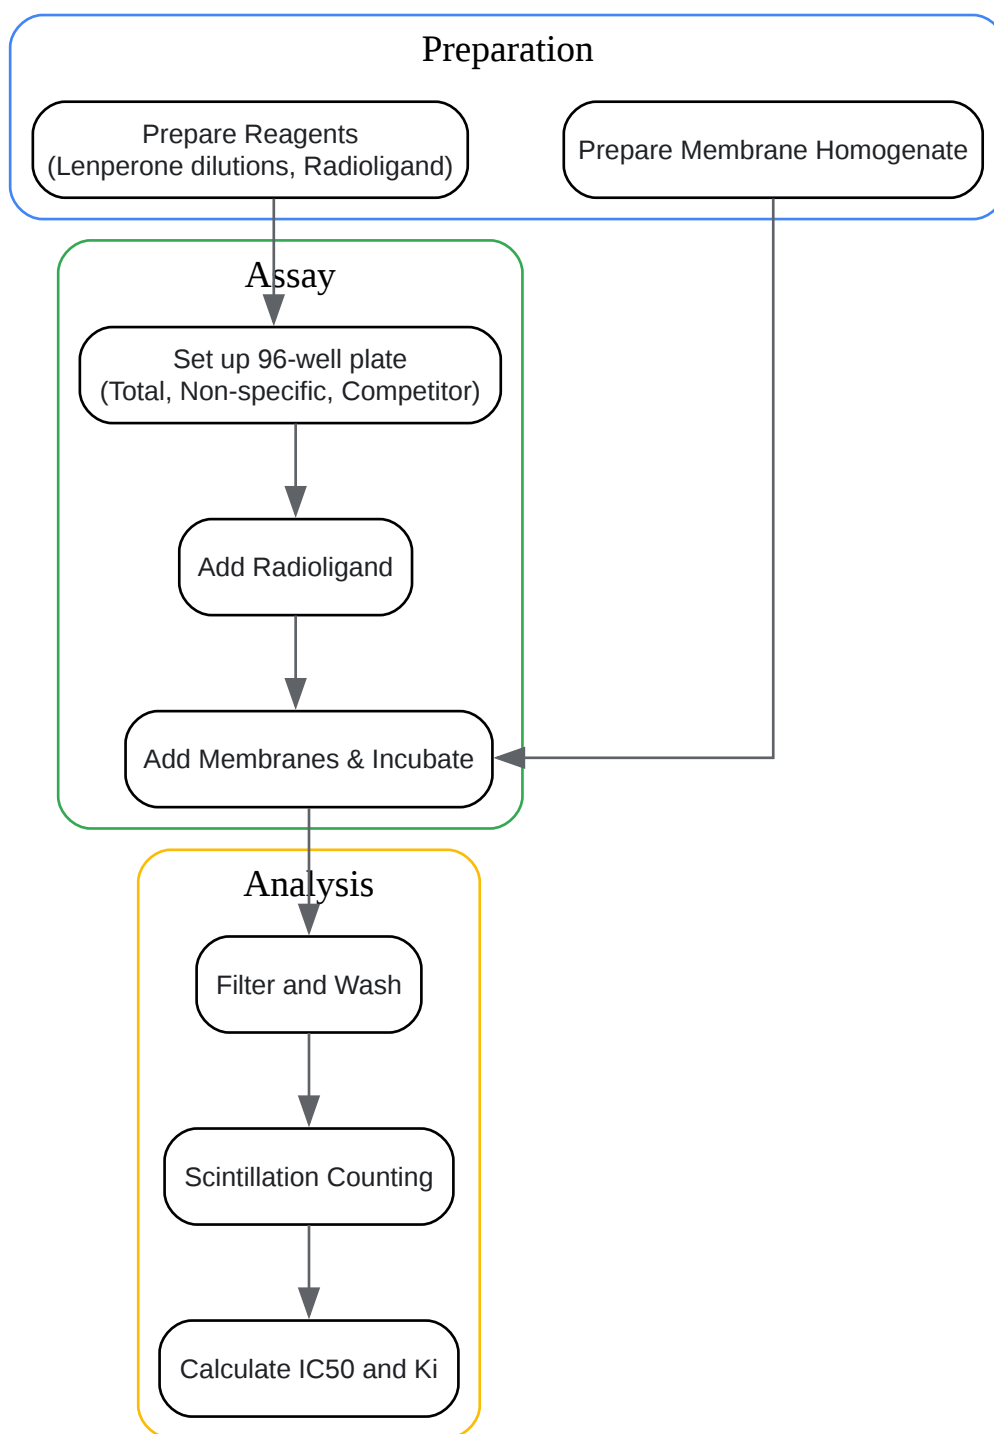 Preparation
Prepare Reagents
(Lenperone dilutions, Radioligand)
Prepare Membrane Homogenate
Assay
Set up 96-well plate
(Total, Non-specific, Competitor)
Add Radioligand
Add Membranes & Incubate
Analysis
Filter and Wash
Scintillation Counting
Calculate IC50 and Ki